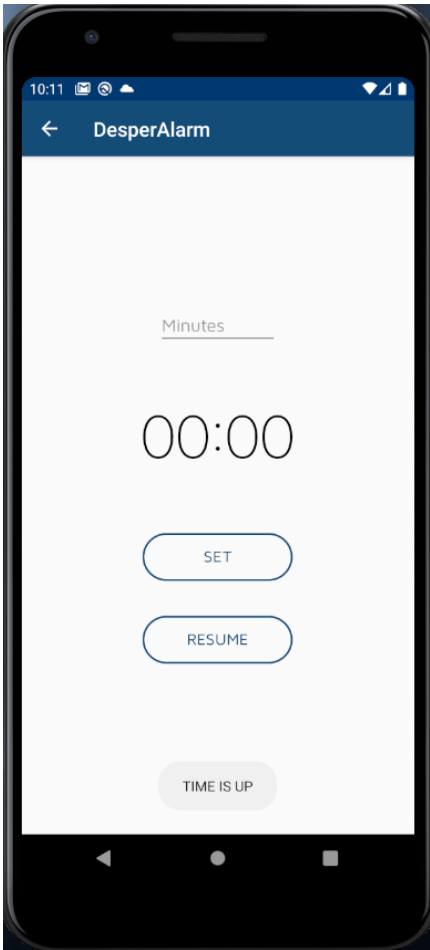 10:11
DesperAlarm
Minutes
00:00
SET
RESUME
TIME IS UP